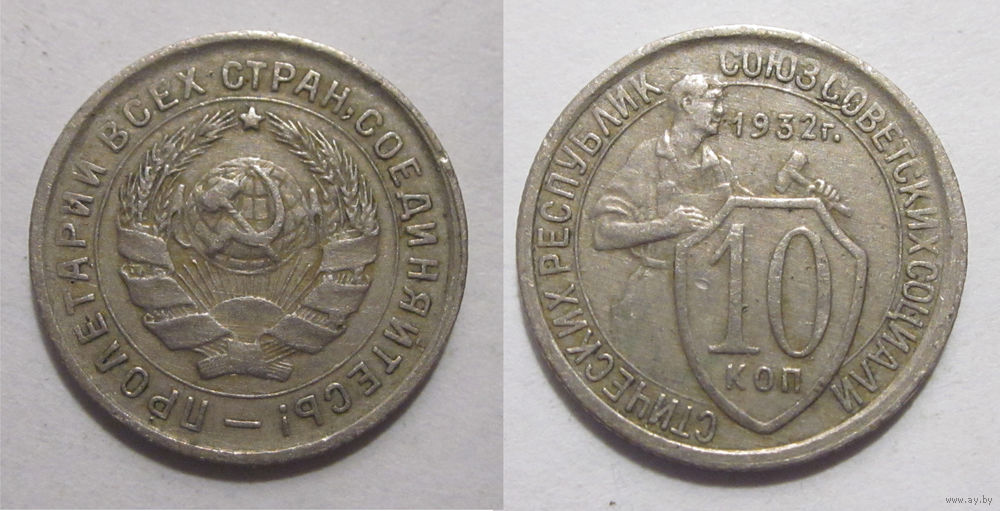 ПРОЛЕТАРИИ ВСЕХ СТРАН, СОЕДИНЯЙТЕСЬ! —
СОЮЗ СОВЕТСКИХ СОЦИАЛИСТИЧЕСКИХ РЕСПУБЛИК
1932г.
10
КОП
www.ay.by